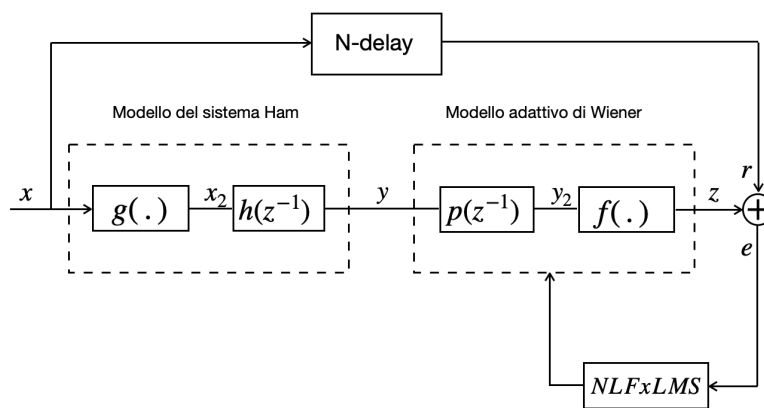 N-delay
Modello del sistema Ham
Modello adattivo di Wiener
x
g(.)
x₂
h(z⁻¹)
y
p(z⁻¹)
y₂
f(.)
z
r
+
e
NLFxLMS